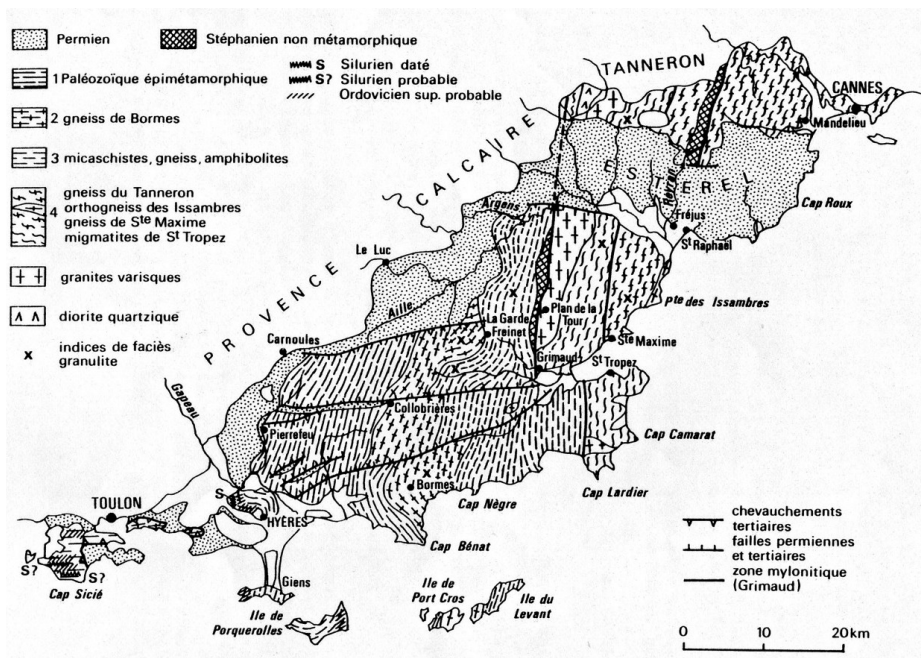 Permien
Stéphanien non métamorphique
1 Paléozoïque épimétamorphique
S Silurien daté
S? Silurien probable
Ordovicien sup. probable
2 gneiss de Bormes
3 micaschistes, gneiss, amphibolites
4
gneiss du Tanneron
orthogneiss des Issambres
gneiss de Ste Maxime
migmatites de St Tropez
granites varisques
diorite quartzique
x indices de faciès
granulite
TANNERON
CANNES
Mandelieu
PROVENCE CALCAIRE
ESTEREL
Reyran
Cap Roux
Fréjus
St Raphaël
Argens
Le Luc
Aille
Pte des Issambres
Plan de la
Tour
La Garde
Freinet
Ste Maxime
Carnoules
Grimaud
St Tropez
Gapeau
Collobrières
Pierrefeu
Cap Camarat
Cap Lardier
Bormes
Cap Nègre
TOULON
S
HYÈRES
Cap Bénat
S?
S?
Cap Sicié
Giens
Ile de
Porquerolles
Ile de
Port Cros
Ile du
Levant
chevauchements
tertiaires
failles permiennes
et tertiaires
zone mylonitique
(Grimaud)
0 10 20km